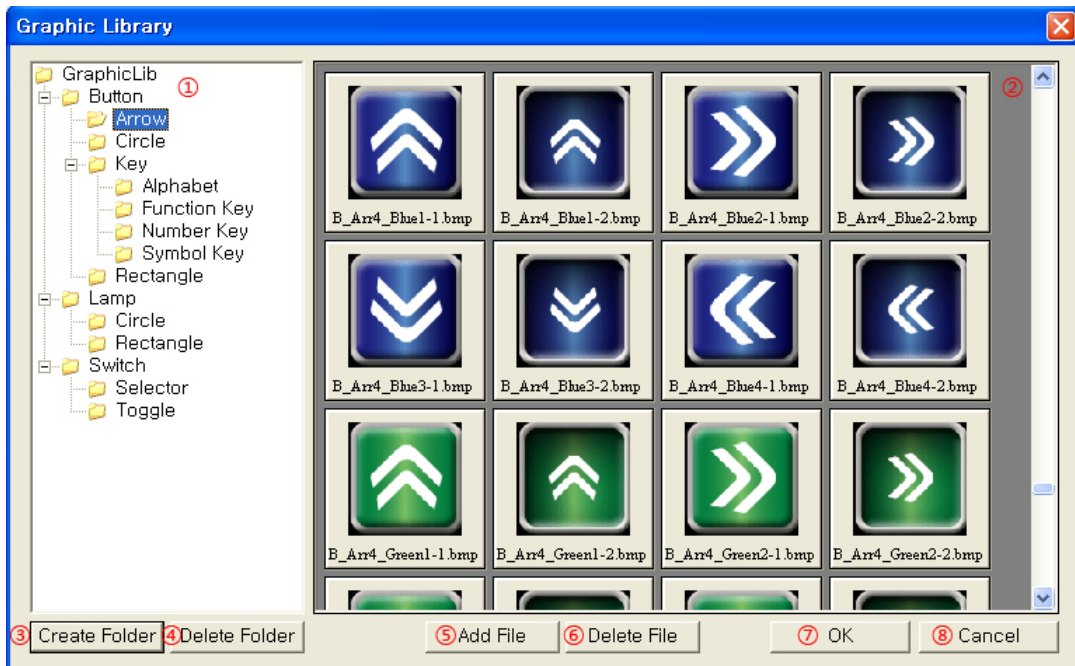 Graphic Library
GraphicLib
①
Button
Arrow
Circle
Key
Alphabet
Function Key
Number Key
Symbol Key
Rectangle
Lamp
Circle
Rectangle
Switch
Selector
Toggle
②
B_Arr4_Blue1-1.bmp B_Arr4_Blue1-2.bmp B_Arr4_Blue2-1.bmp B_Arr4_Blue2-2.bmp
B_Arr4_Blue3-1.bmp B_Arr4_Blue3-2.bmp B_Arr4_Blue4-1.bmp B_Arr4_Blue4-2.bmp
B_Arr4_Green1-1.bmp B_Arr4_Green1-2.bmp B_Arr4_Green2-1.bmp B_Arr4_Green2-2.bmp
③ Create Folder ④ Delete Folder ⑤ Add File ⑥ Delete File ⑦ OK ⑧ Cancel